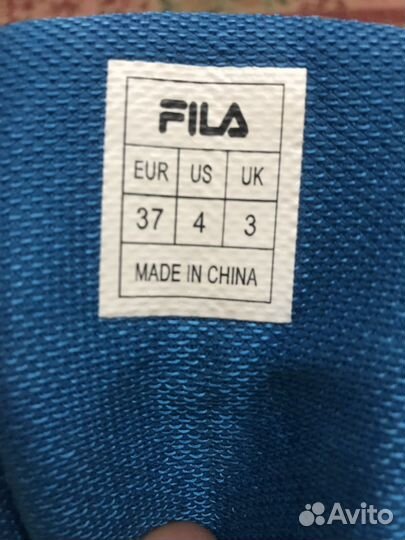 FILA
EUR US UK
37 4 3
MADE IN CHINA
Avito